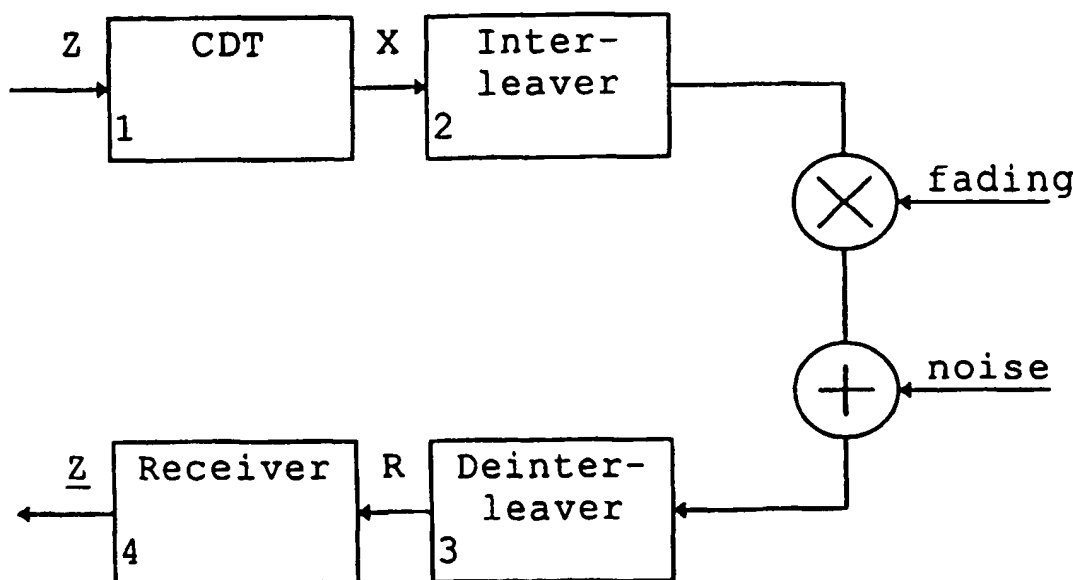 Z
CDT
1
X
Inter-
leaver
2
fading
noise
Z
Receiver
4
R
Deinter-
leaver
3